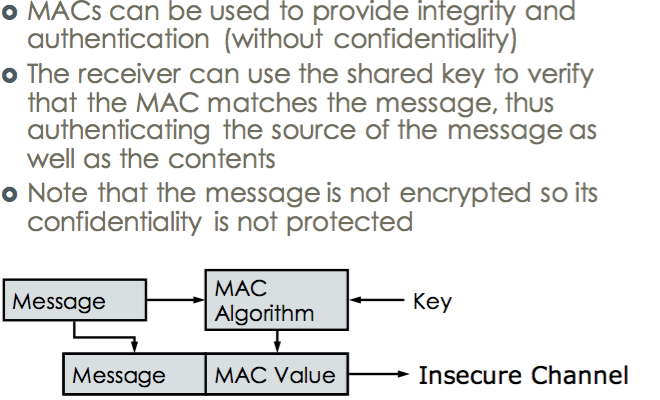 MACs can be used to provide integrity and
authentication (without confidentiality)
The receiver can use the shared key to verify
that the MAC matches the message, thus
authenticating the source of the message as
well as the contents
Note that the message is not encrypted so its
confidentiality is not protected
Message
MAC
Algorithm
Key
Message
MAC Value
Insecure Channel